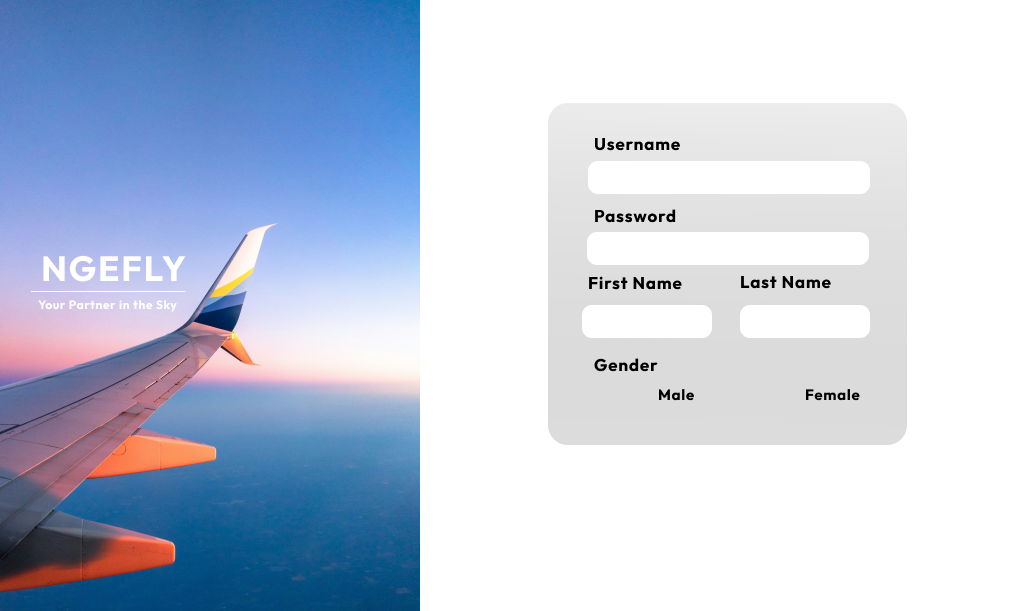 NGEFLY
Your Partner in the Sky
Username
Password
First Name
Last Name
Gender
Male
Female